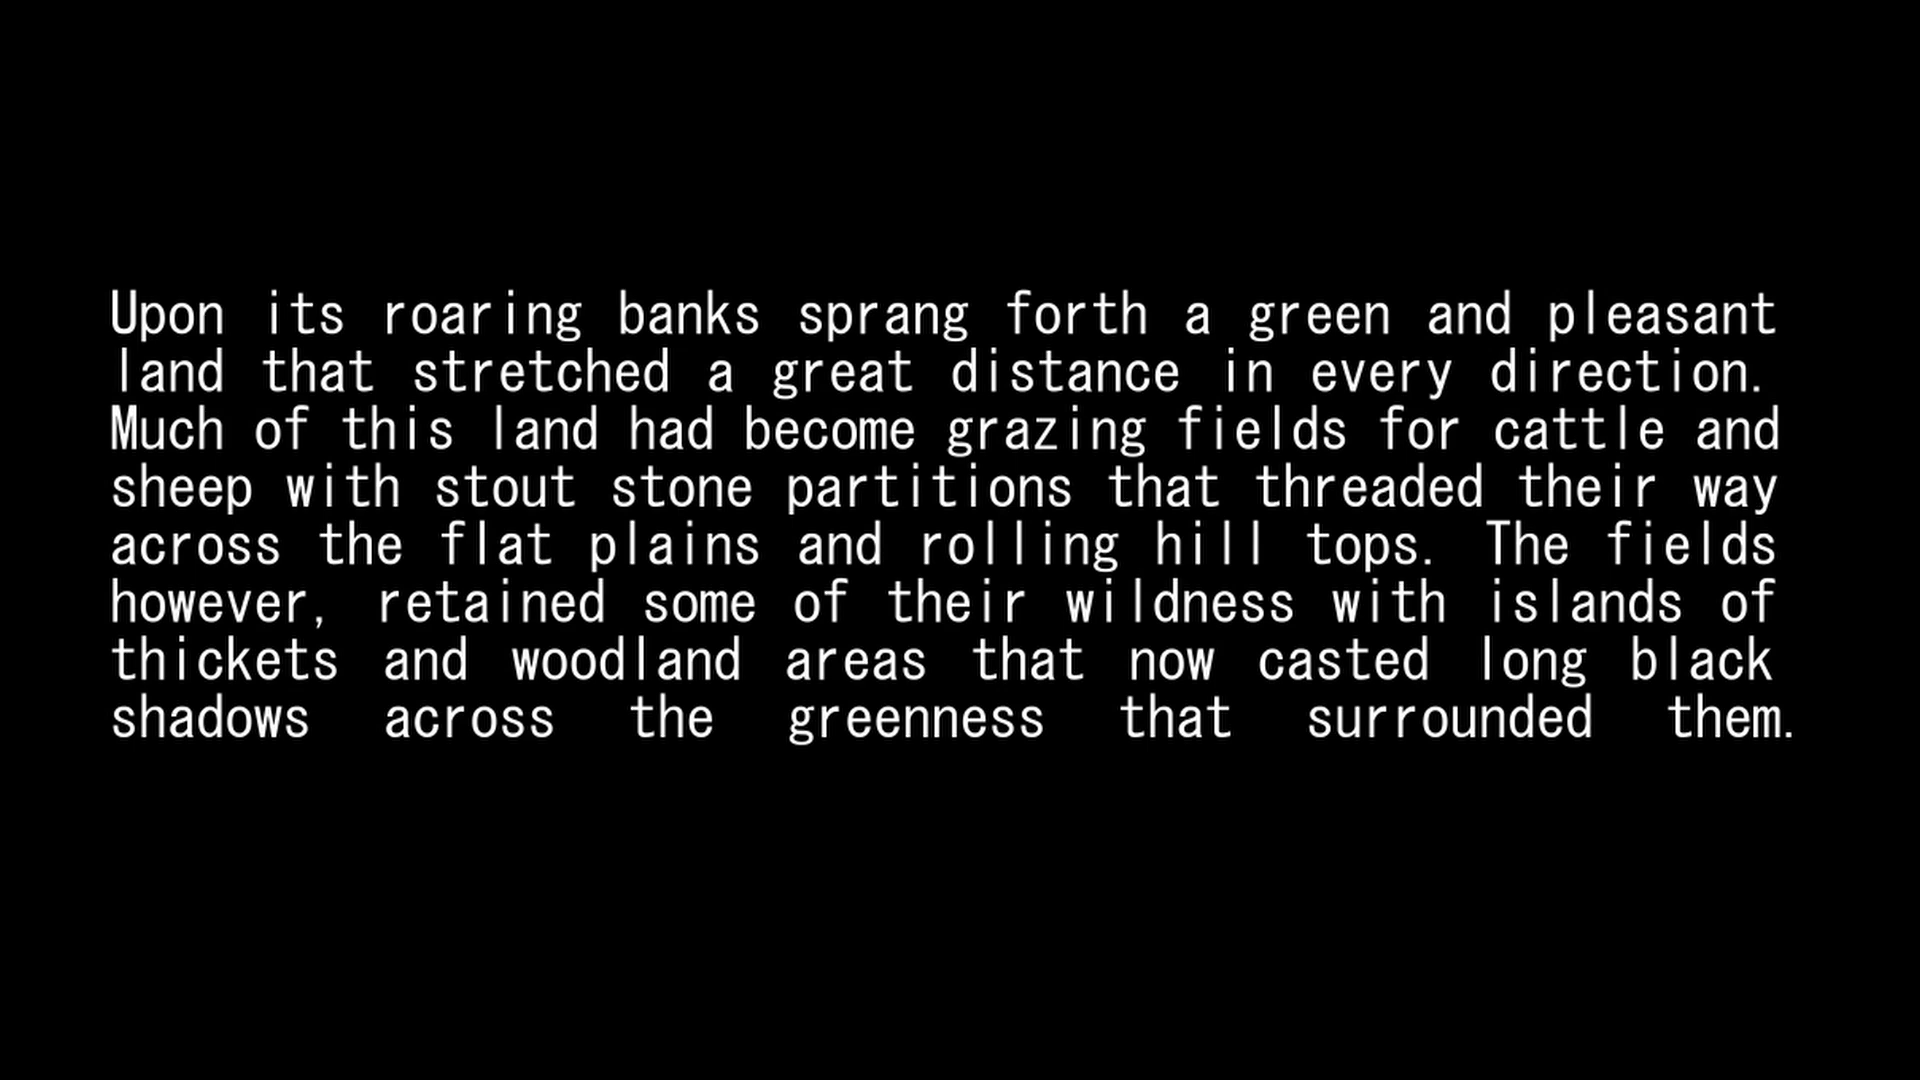 Upon its roaring banks sprang forth a green and pleasant
land that stretched a great distance in every direction.
Much of this land had become grazing fields for cattle and
sheep with stout stone partitions that threaded their way
across the flat plains and rolling hill tops. The fields
however, retained some of their wildness with islands of
thickets and woodland areas that now casted long black
shadows across the greenness that surrounded them.